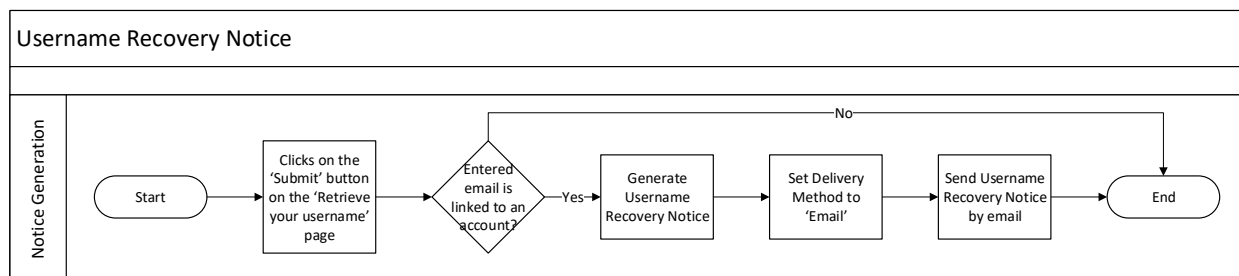 Username Recovery Notice
Notice Generation
Start
Clicks on the
‘Submit’ button
on the ‘Retrieve
your username’
page
Entered
email is
linked to an
account?
No
Yes
Generate
Username
Recovery Notice
Set Delivery
Method to
‘Email’
Send Username
Recovery Notice
by email
End